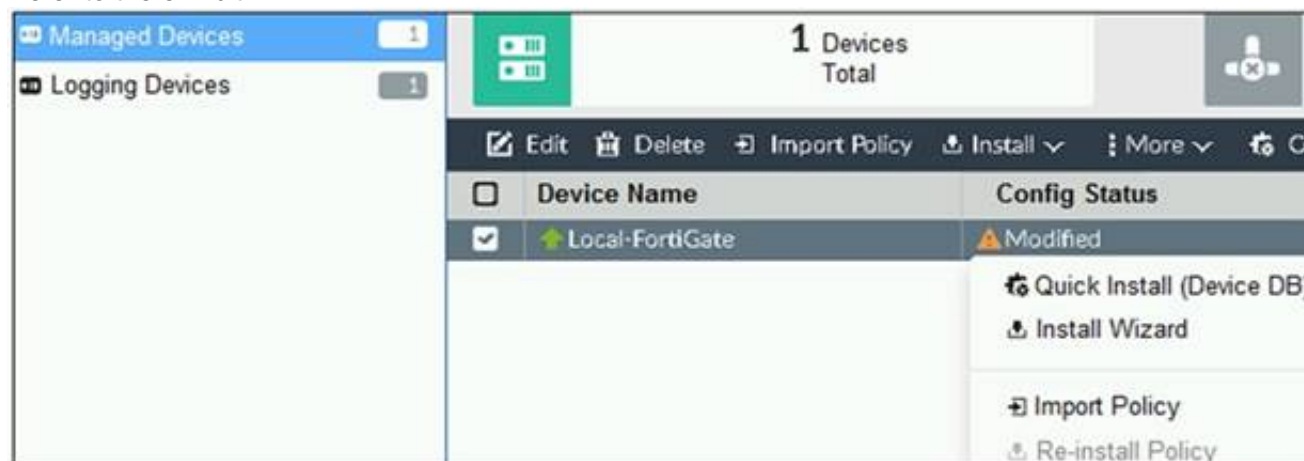 Managed Devices 1
Logging Devices 1
1 Devices
Total
Edit Delete Import Policy Install More
Device Name Config Status
Local-FortiGate Modified
Quick Install (Device DB
Install Wizard
Import Policy
Re-install Policy